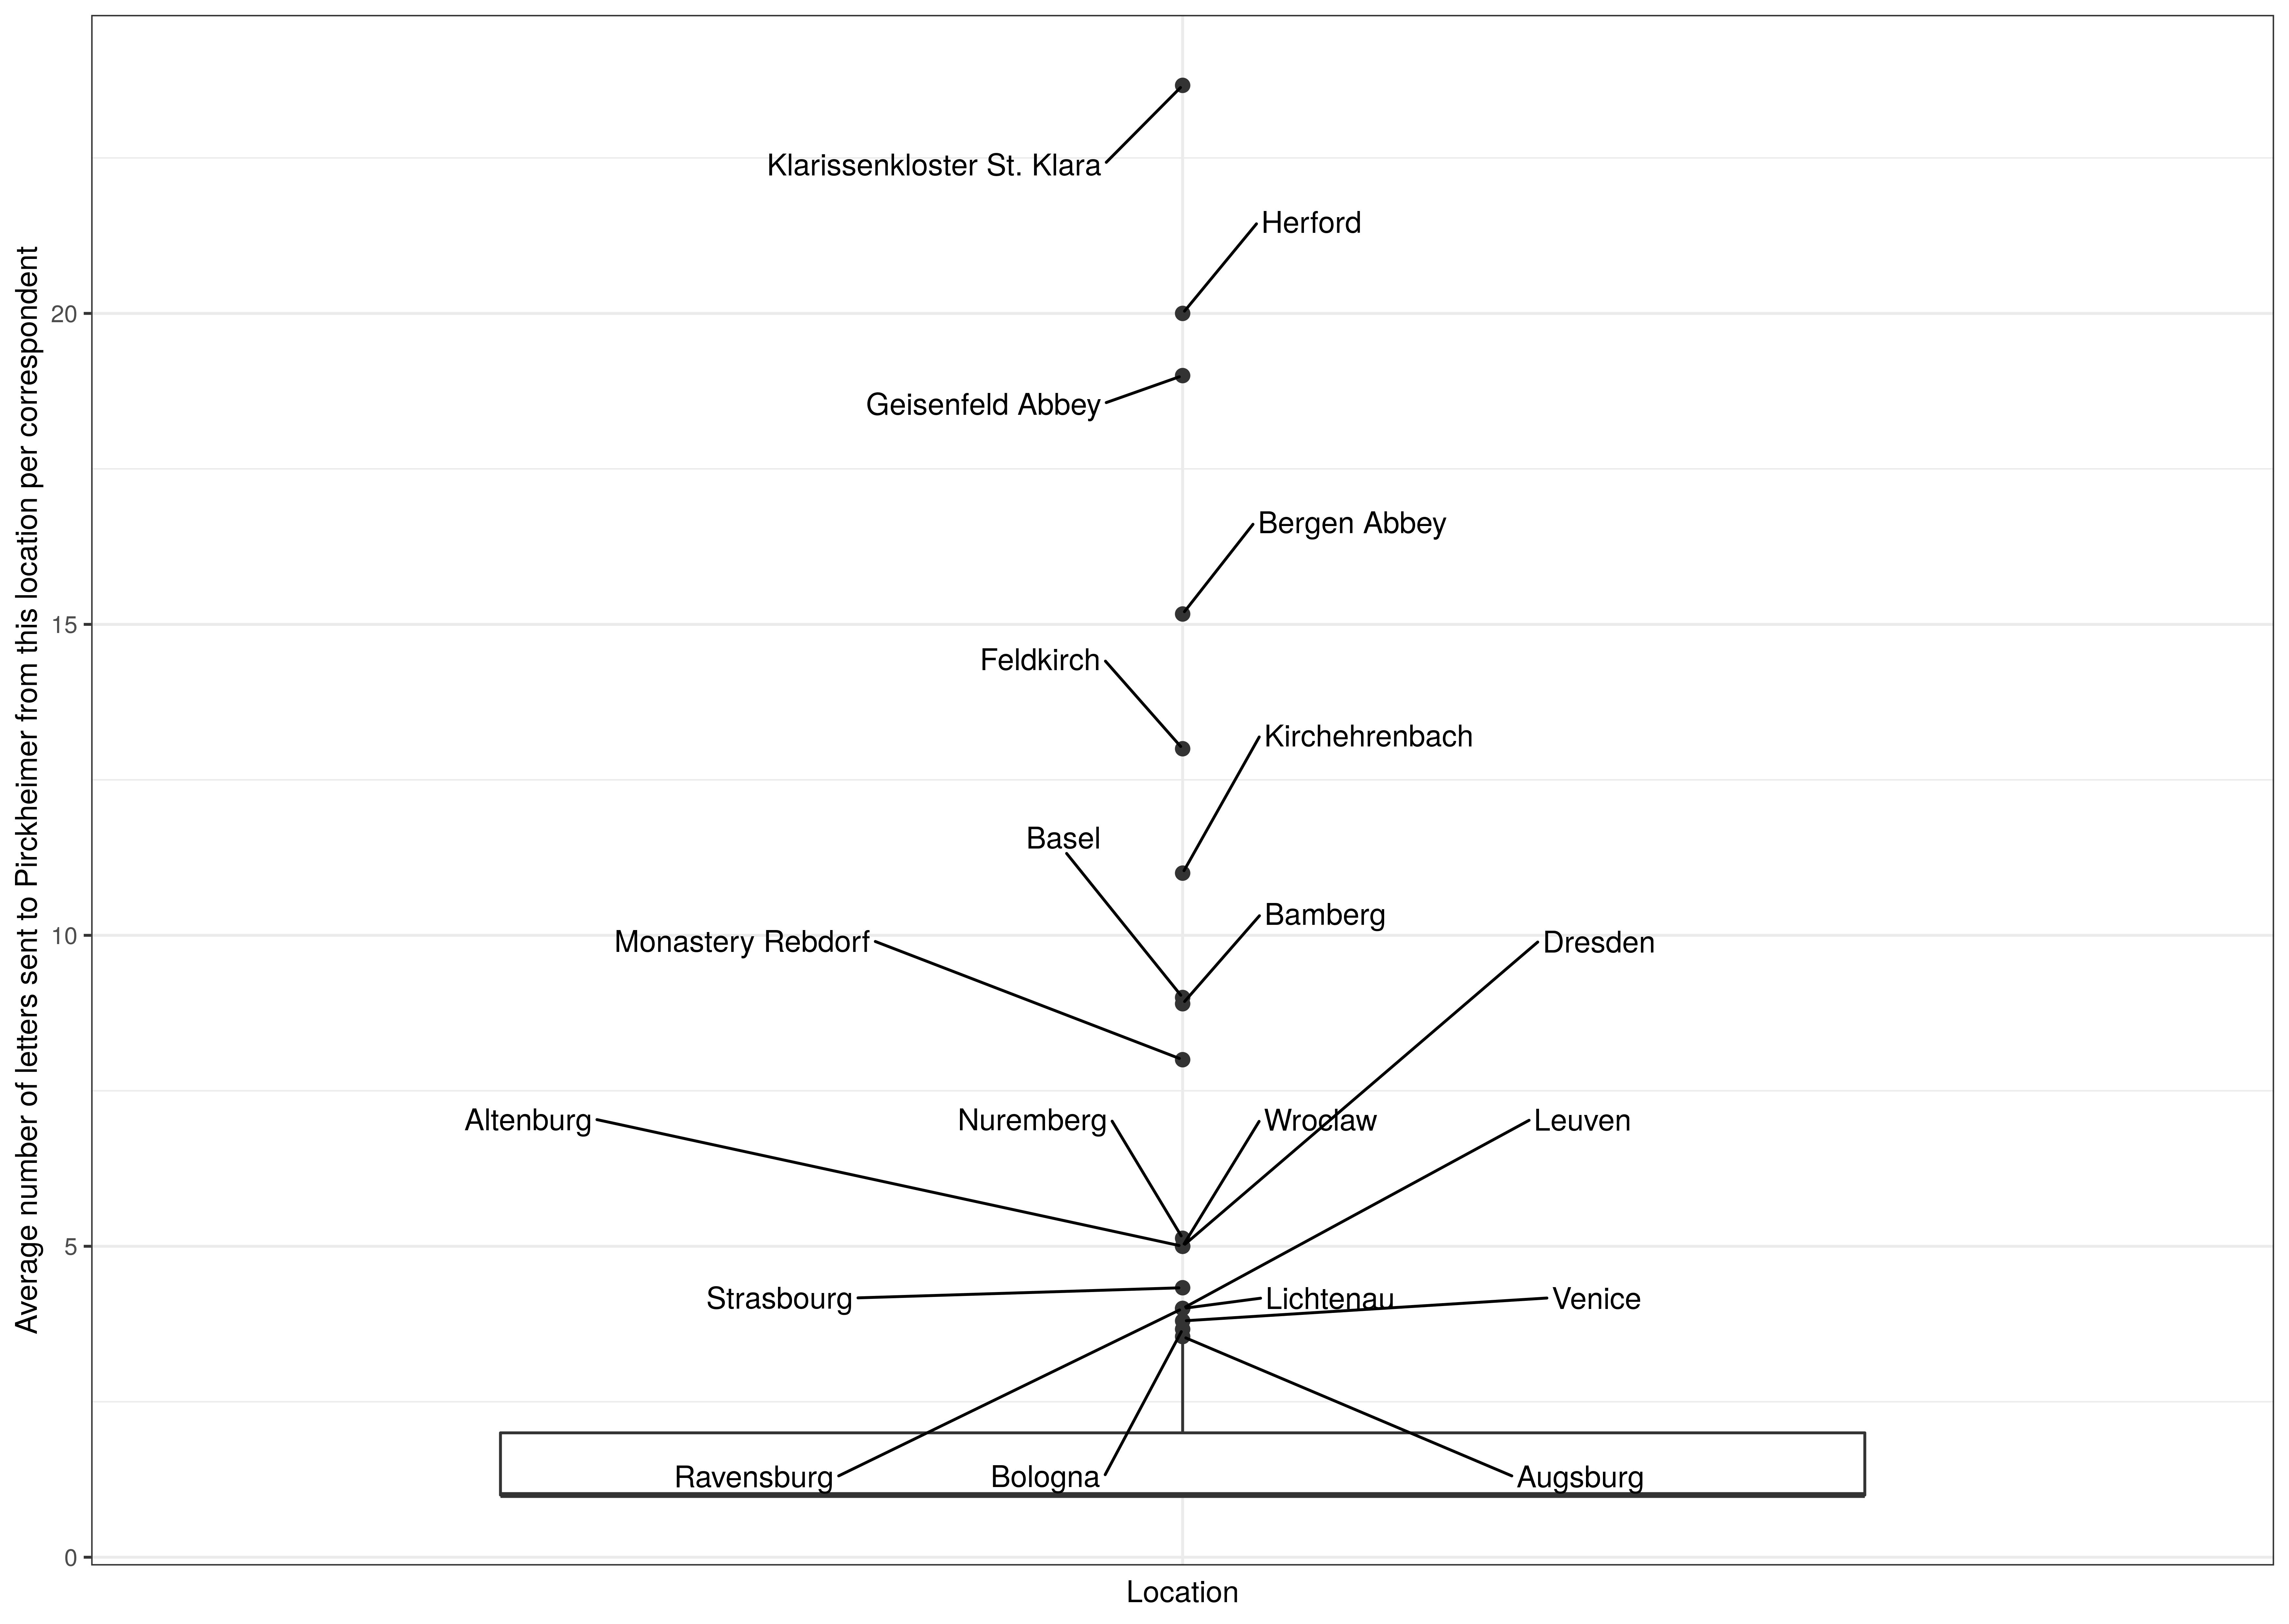 Average number of letters sent to Pirckheimer from this location per correspondent
Klarissenkloster St. Klara
Herford
20
Geisenfeld Abbey
Bergen Abbey
15
Feldkirch
Kirchehrenbach
Basel
Bamberg
10
Monastery Rebdorf
Dresden
Altenburg
Nuremberg
Wrocław
Leuven
5
Strasbourg
Lichtenau
Venice
Ravensburg
Bologna
Augsburg
0
Location